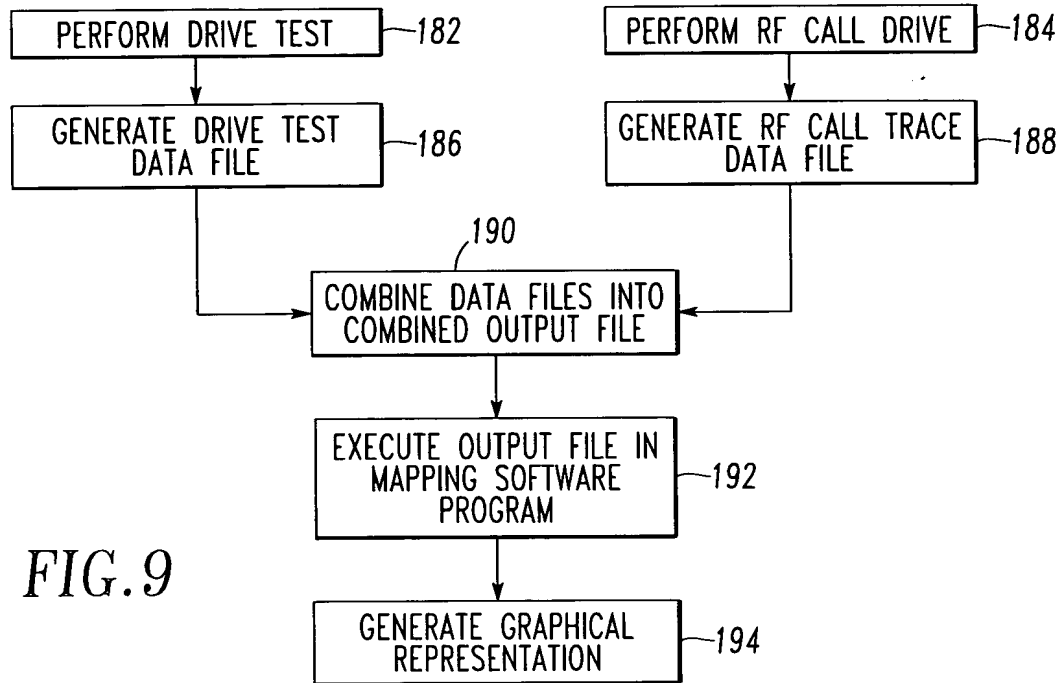 PERFORM DRIVE TEST
182
PERFORM RF CALL DRIVE
184
GENERATE DRIVE TEST
DATA FILE
186
GENERATE RF CALL TRACE
DATA FILE
188
190
COMBINE DATA FILES INTO
COMBINED OUTPUT FILE
EXECUTE OUTPUT FILE IN
MAPPING SOFTWARE
PROGRAM
192
FIG.9
GENERATE GRAPHICAL
REPRESENTATION
194